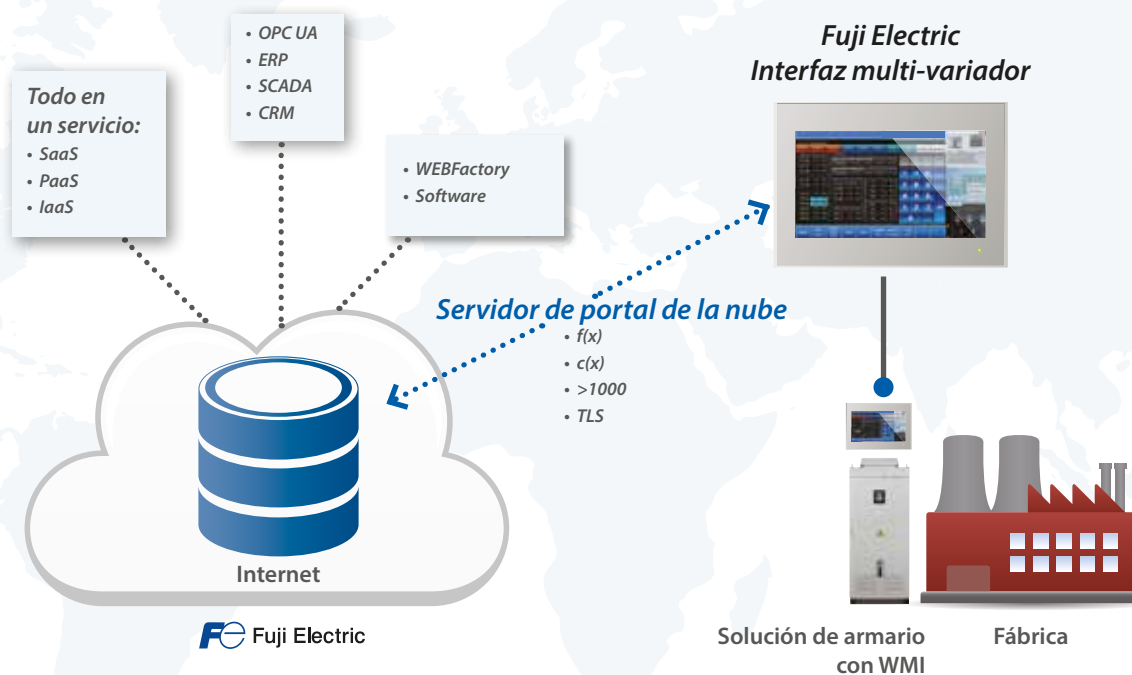 • OPC UA
• ERP
• SCADA
• CRM
Todo en
un servicio:
• SaaS
• PaaS
• IaaS
• WEBFactory
• Software
Fuji Electric
Interfaz multi-variador
Servidor de portal de la nube
• f(x)
• c(x)
• >1000
• TLS
Internet
Fuji Electric
Solución de armario
con WMI
Fábrica